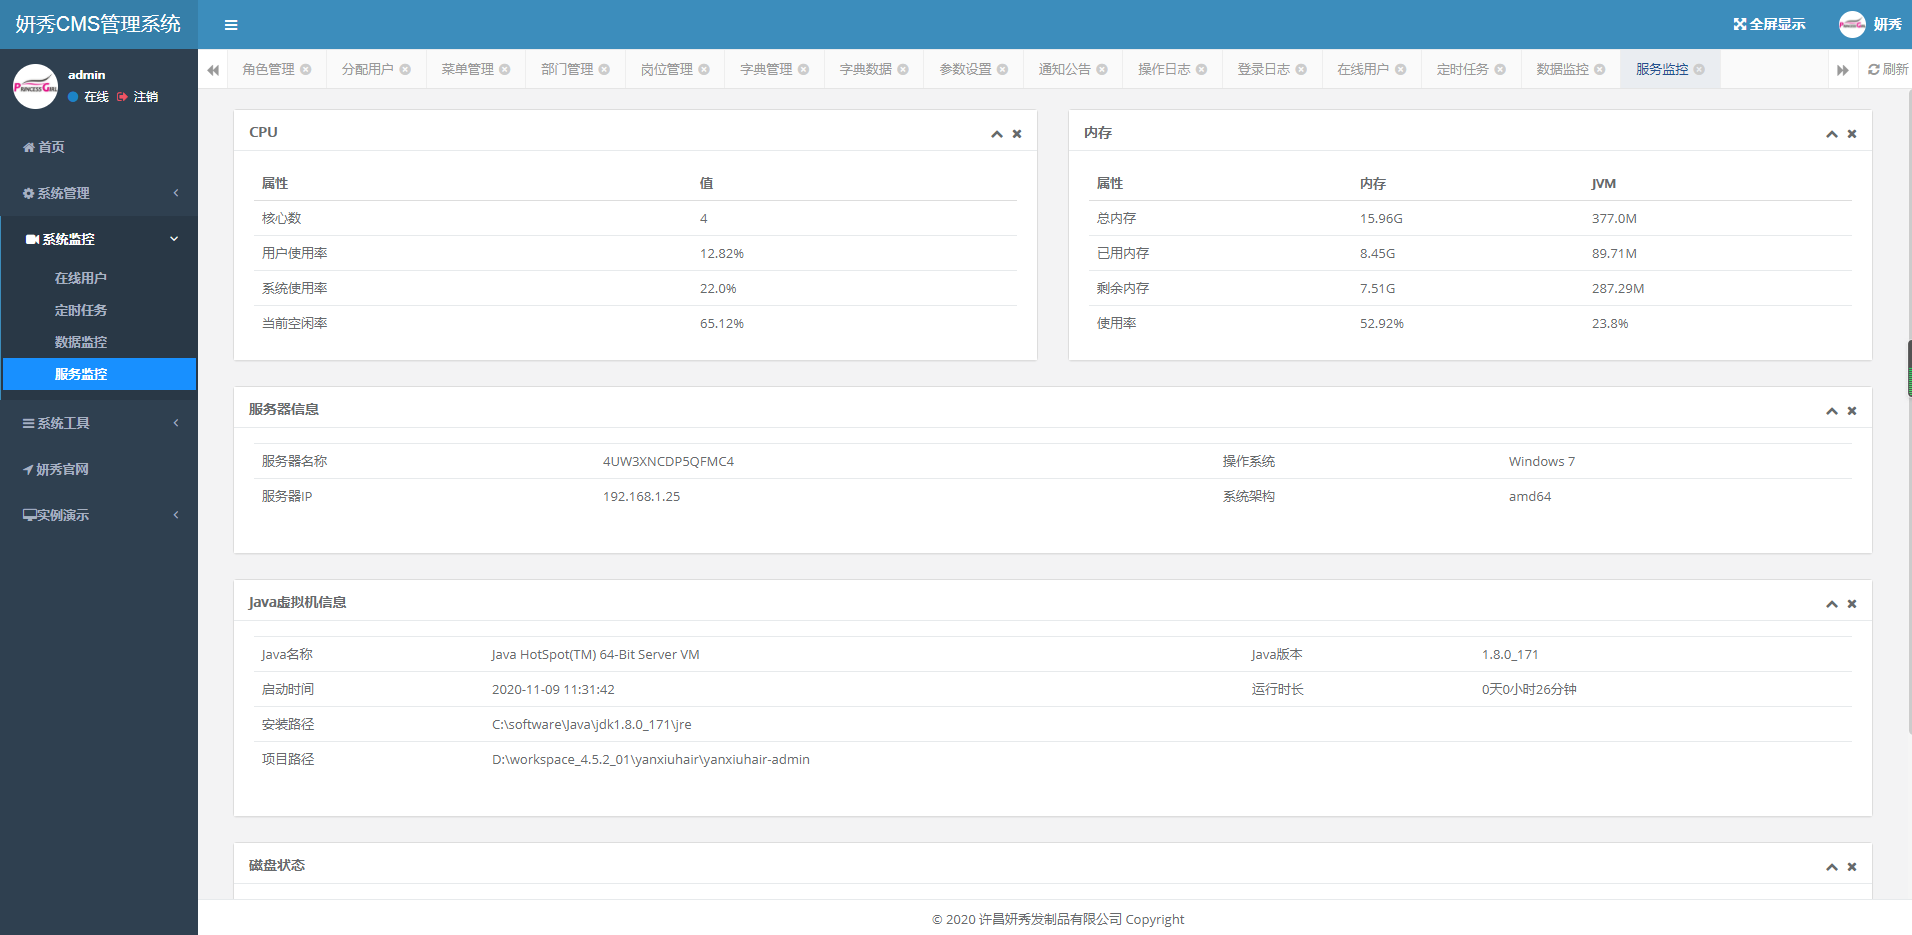 妍秀CMS管理系统
全屏显示 妍秀
admin
在线 注销
角色管理 分配用户 菜单管理 部门管理 岗位管理 字典管理 字典数据 参数设置 通知公告 操作日志 登录日志 在线用户 定时任务 数据监控 服务监控 刷新
首页
系统管理
系统监控
在线用户
定时任务
数据监控
服务监控
系统工具
妍秀官网
实例演示
CPU
属性 值
核心数 4
用户使用率 12.82%
系统使用率 22.0%
当前空闲率 65.12%
内存
属性 内存 JVM
总内存 15.96G 377.0M
已用内存 8.45G 89.71M
剩余内存 7.51G 287.29M
使用率 52.92% 23.8%
服务器信息
服务器名称 4UW3XNCDP5QFMC4 操作系统 Windows 7
服务器IP 192.168.1.25 系统架构 amd64
Java虚拟机信息
Java名称 Java HotSpot(TM) 64-Bit Server VM Java版本 1.8.0_171
启动时间 2020-11-09 11:31:42 运行时长 0天0小时26分钟
安装路径 C:\software\Java\jdk1.8.0_171\jre
项目路径 D:\workspace_4.5.2_01\yanxiuhair\yanxiuhair-admin
磁盘状态
© 2020 许昌妍秀发制品有限公司 Copyright